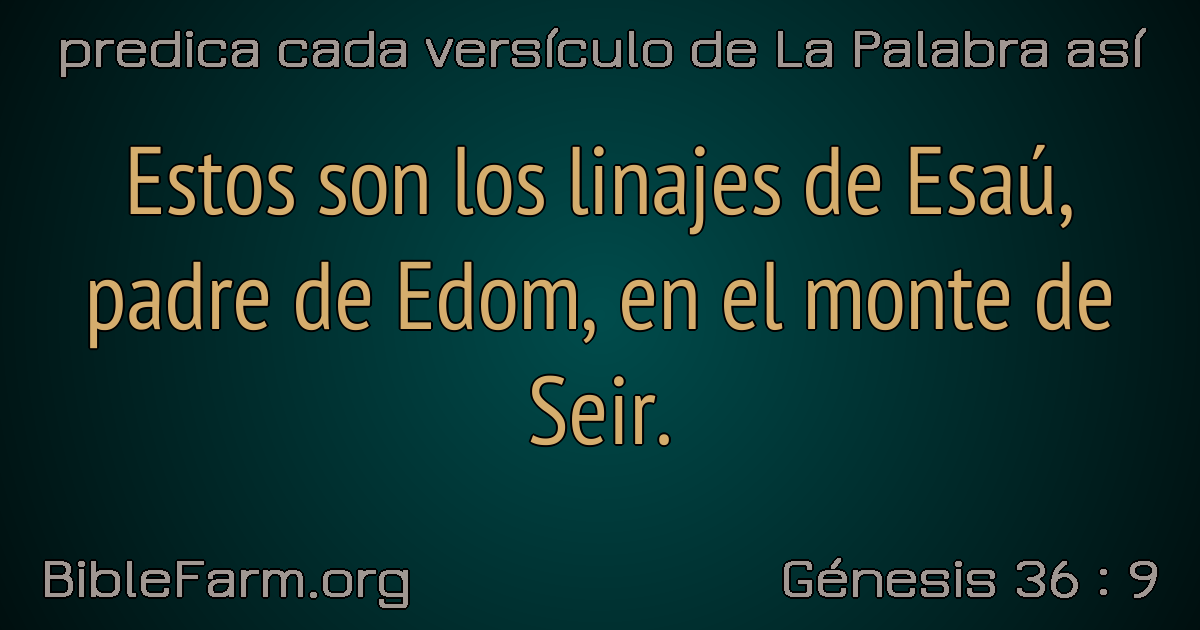 predica cada versículo de La Palabra así
Estos son los linajes de Esaú,
padre de Edom, en el monte de
Seir.
BibleFarm.org
Génesis 36 : 9